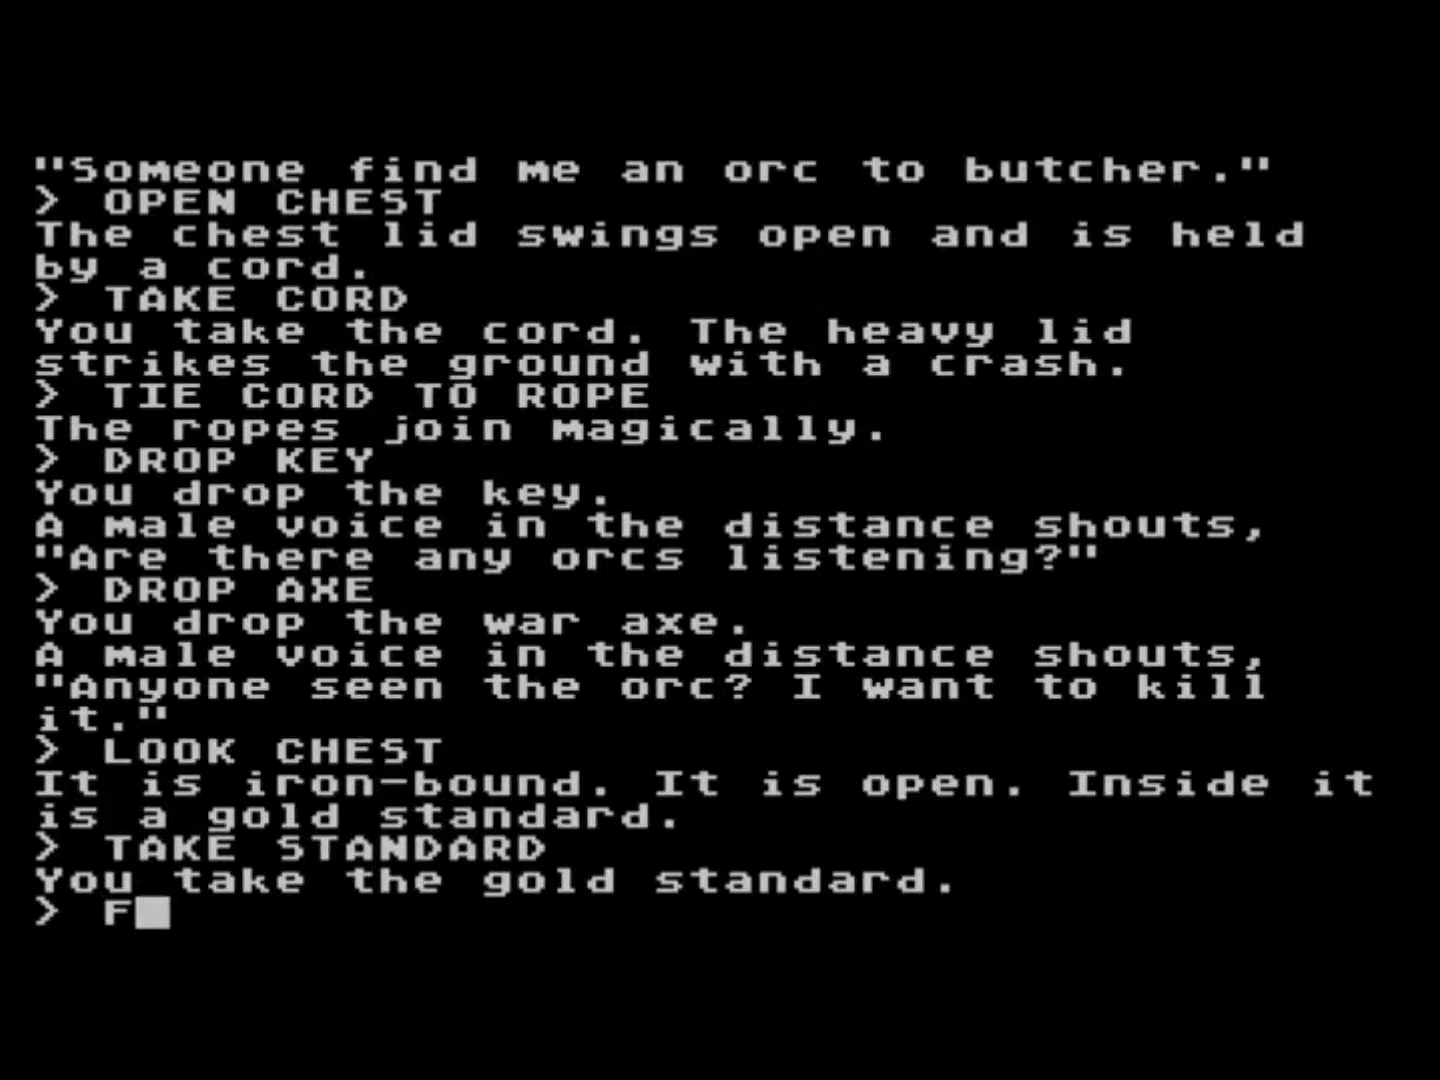 "Someone find me an orc to butcher."
> OPEN CHEST
The chest lid swings open and is held
by a cord.
> TAKE CORD
You take the cord. The heavy lid
strikes the ground with a crash.
> TIE CORD TO ROPE
The ropes join magically.
> DROP KEY
You drop the key.
A male voice in the distance shouts,
"Are there any orcs listening?"
> DROP AXE
You drop the war axe.
A male voice in the distance shouts,
"Anyone seen the orc? I want to kill
it."
> LOOK CHEST
It is iron-bound. It is open. Inside it
is a gold standard.
> TAKE STANDARD
You take the gold standard.
> F